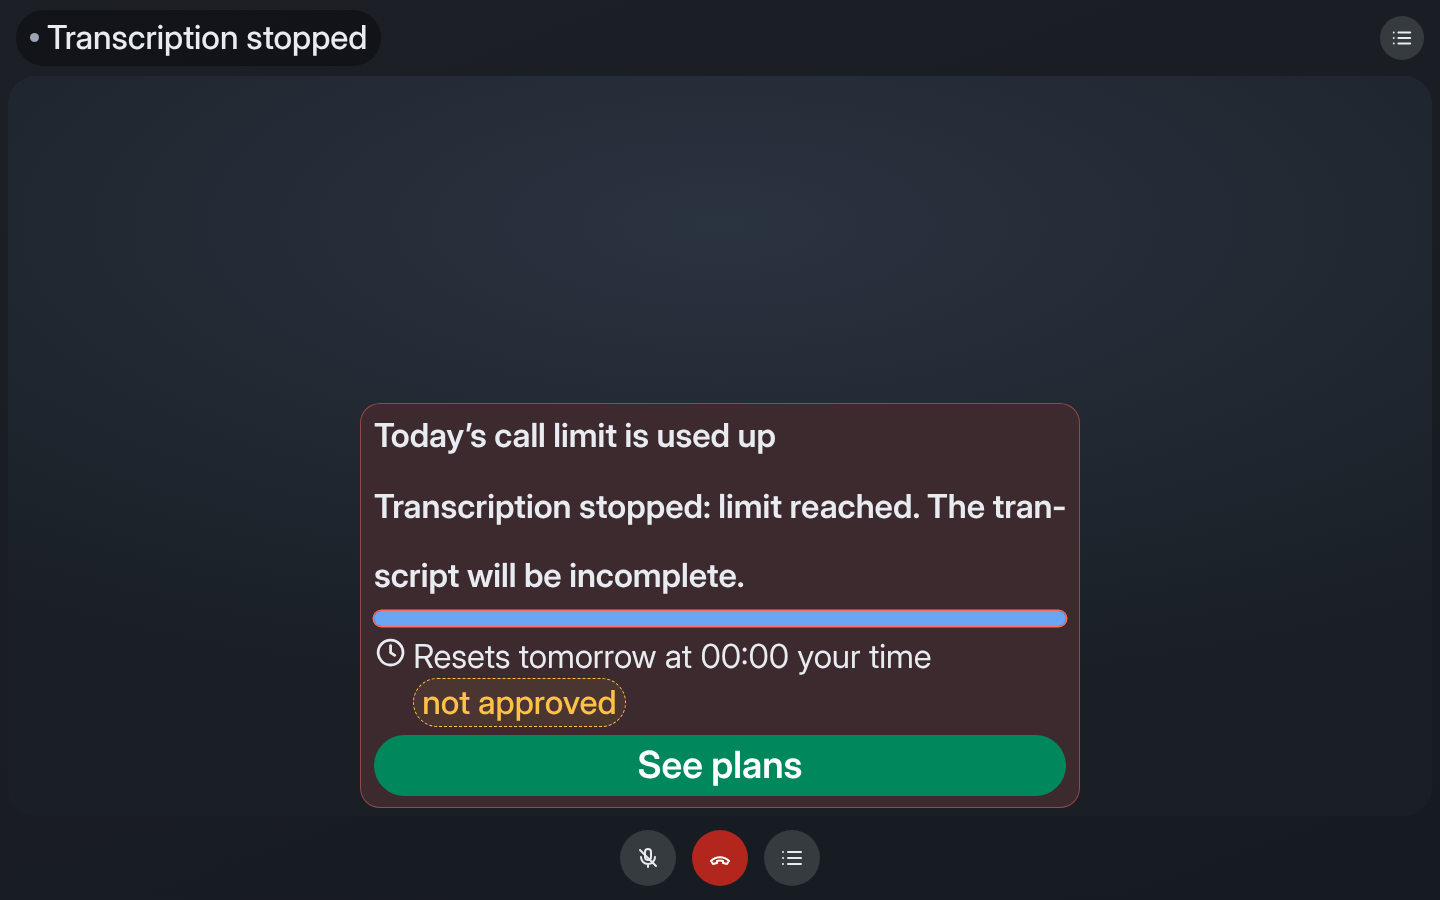 Transcription stopped
Today’s call limit is used up
Transcription stopped: limit reached. The tran-
script will be incomplete.
Resets tomorrow at 00:00 your time
not approved
See plans